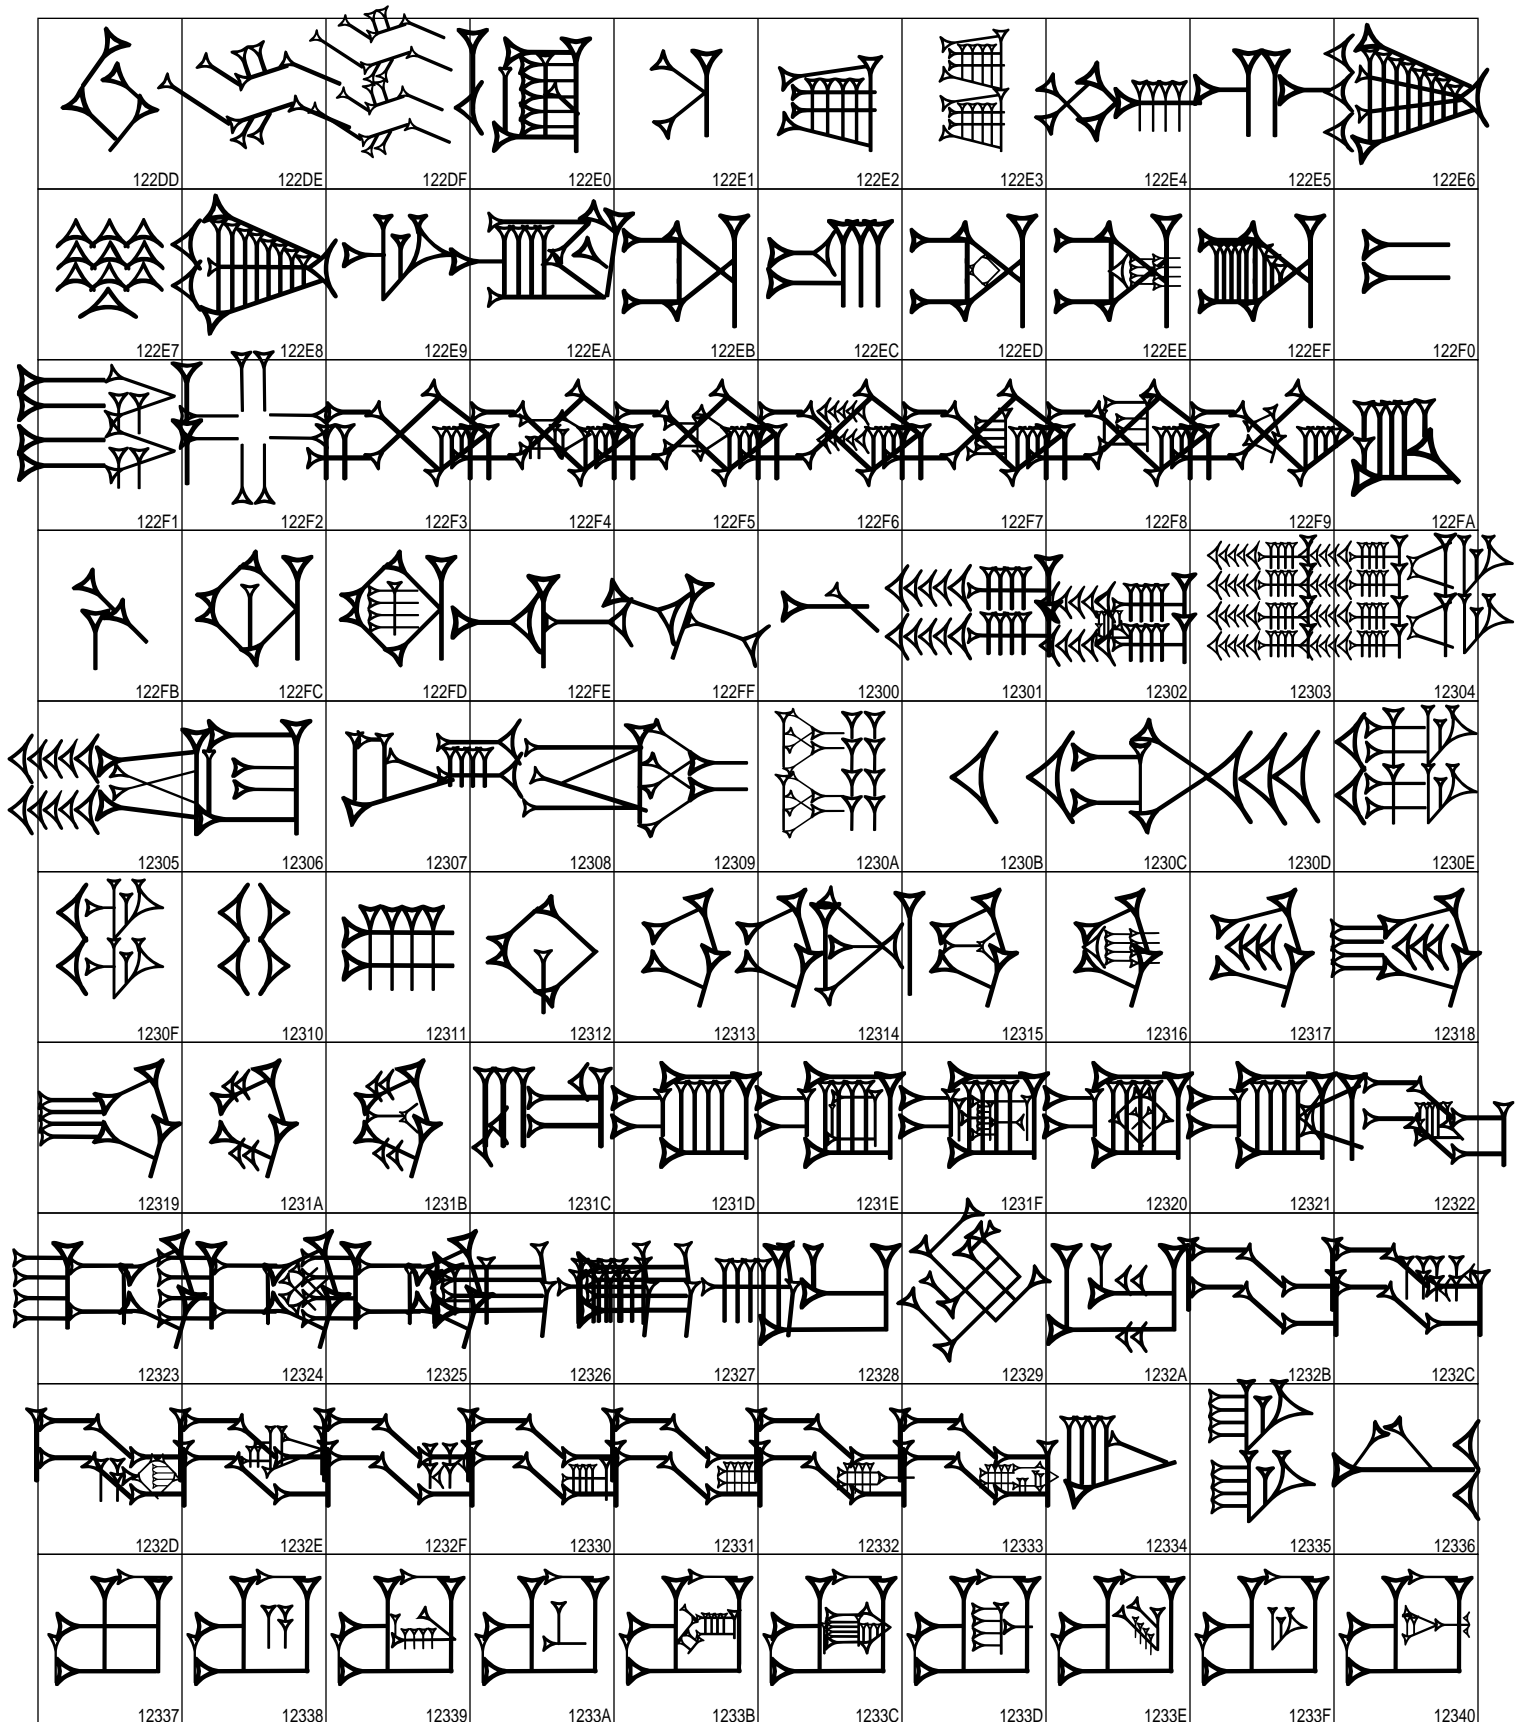 𒋝 𒋞 𒋟 𒋠 𒋡 𒋢 𒋣 𒋤 𒋥 𒋦
122DD 122DE 122DF 122E0 122E1 122E2 122E3 122E4 122E5 122E6
𒋧 𒋨 𒋩 𒋪 𒋫 𒋬 𒋭 𒋮 𒋯 𒋰
122E7 122E8 122E9 122EA 122EB 122EC 122ED 122EE 122EF 122F0
𒋱 𒋲 𒋳 𒋴 𒋵 𒋶 𒋷 𒋸 𒋹 𒋺
122F1 122F2 122F3 122F4 122F5 122F6 122F7 122F8 122F9 122FA
𒋻 𒋼 𒋽 𒋾 𒋿 𒌀 𒌁 𒌂 𒌃 𒌄
122FB 122FC 122FD 122FE 122FF 12300 12301 12302 12303 12304
𒌅 𒌆 𒌇 𒌈 𒌉 𒌊 𒌋 𒌌 𒌍 𒌎
12305 12306 12307 12308 12309 1230A 1230B 1230C 1230D 1230E
𒌏 𒌐 𒌑 𒌒 𒌓 𒌔 𒌕 𒌖 𒌗 𒌘
1230F 12310 12311 12312 12313 12314 12315 12316 12317 12318
𒌙 𒌚 𒌛 𒌜 𒌝 𒌞 𒌟 𒌠 𒌡 𒌢
12319 1231A 1231B 1231C 1231D 1231E 1231F 12320 12321 12322
𒌣 𒌤 𒌥 𒌦 𒌧 𒌨 𒌩 𒌪 𒌫 𒌬
12323 12324 12325 12326 12327 12328 12329 1232A 1232B 1232C
𒌭 𒌮 𒌯 𒌰 𒌱 𒌲 𒌳 𒌴 𒌵 𒌶
1232D 1232E 1232F 12330 12331 12332 12333 12334 12335 12336
𒌷 𒌸 𒌹 𒌺 𒌻 𒌼 𒌽 𒌾 𒌿 𒍀
12337 12338 12339 1233A 1233B 1233C 1233D 1233E 1233F 12340